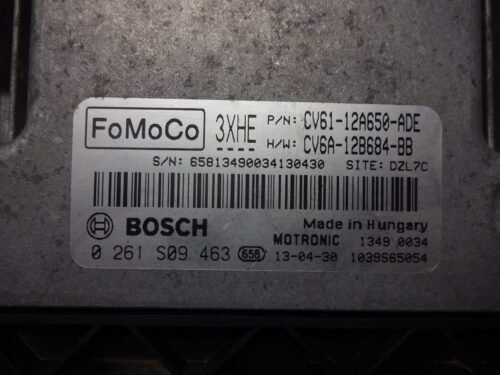 FoMoCo 3XHE P/N: CV61-12A650-ADE
H/W: CV6A-12B684-BB
S/N: 65813490034130430 SITE: DZL7C
BOSCH Made in Hungary
MOTRONIC 1349 0034
0 261 S09 463 658 13-04-30 1039S65054